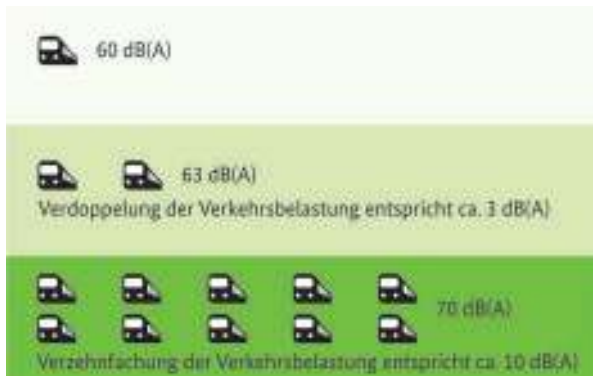 60 dB(A)
63 dB(A)
Verdoppelung der Verkehrsbelastung entspricht ca. 3 dB(A)
70 dB(A)
Verzehnfachung der Verkehrsbelastung entspricht ca. 10 dB(A)